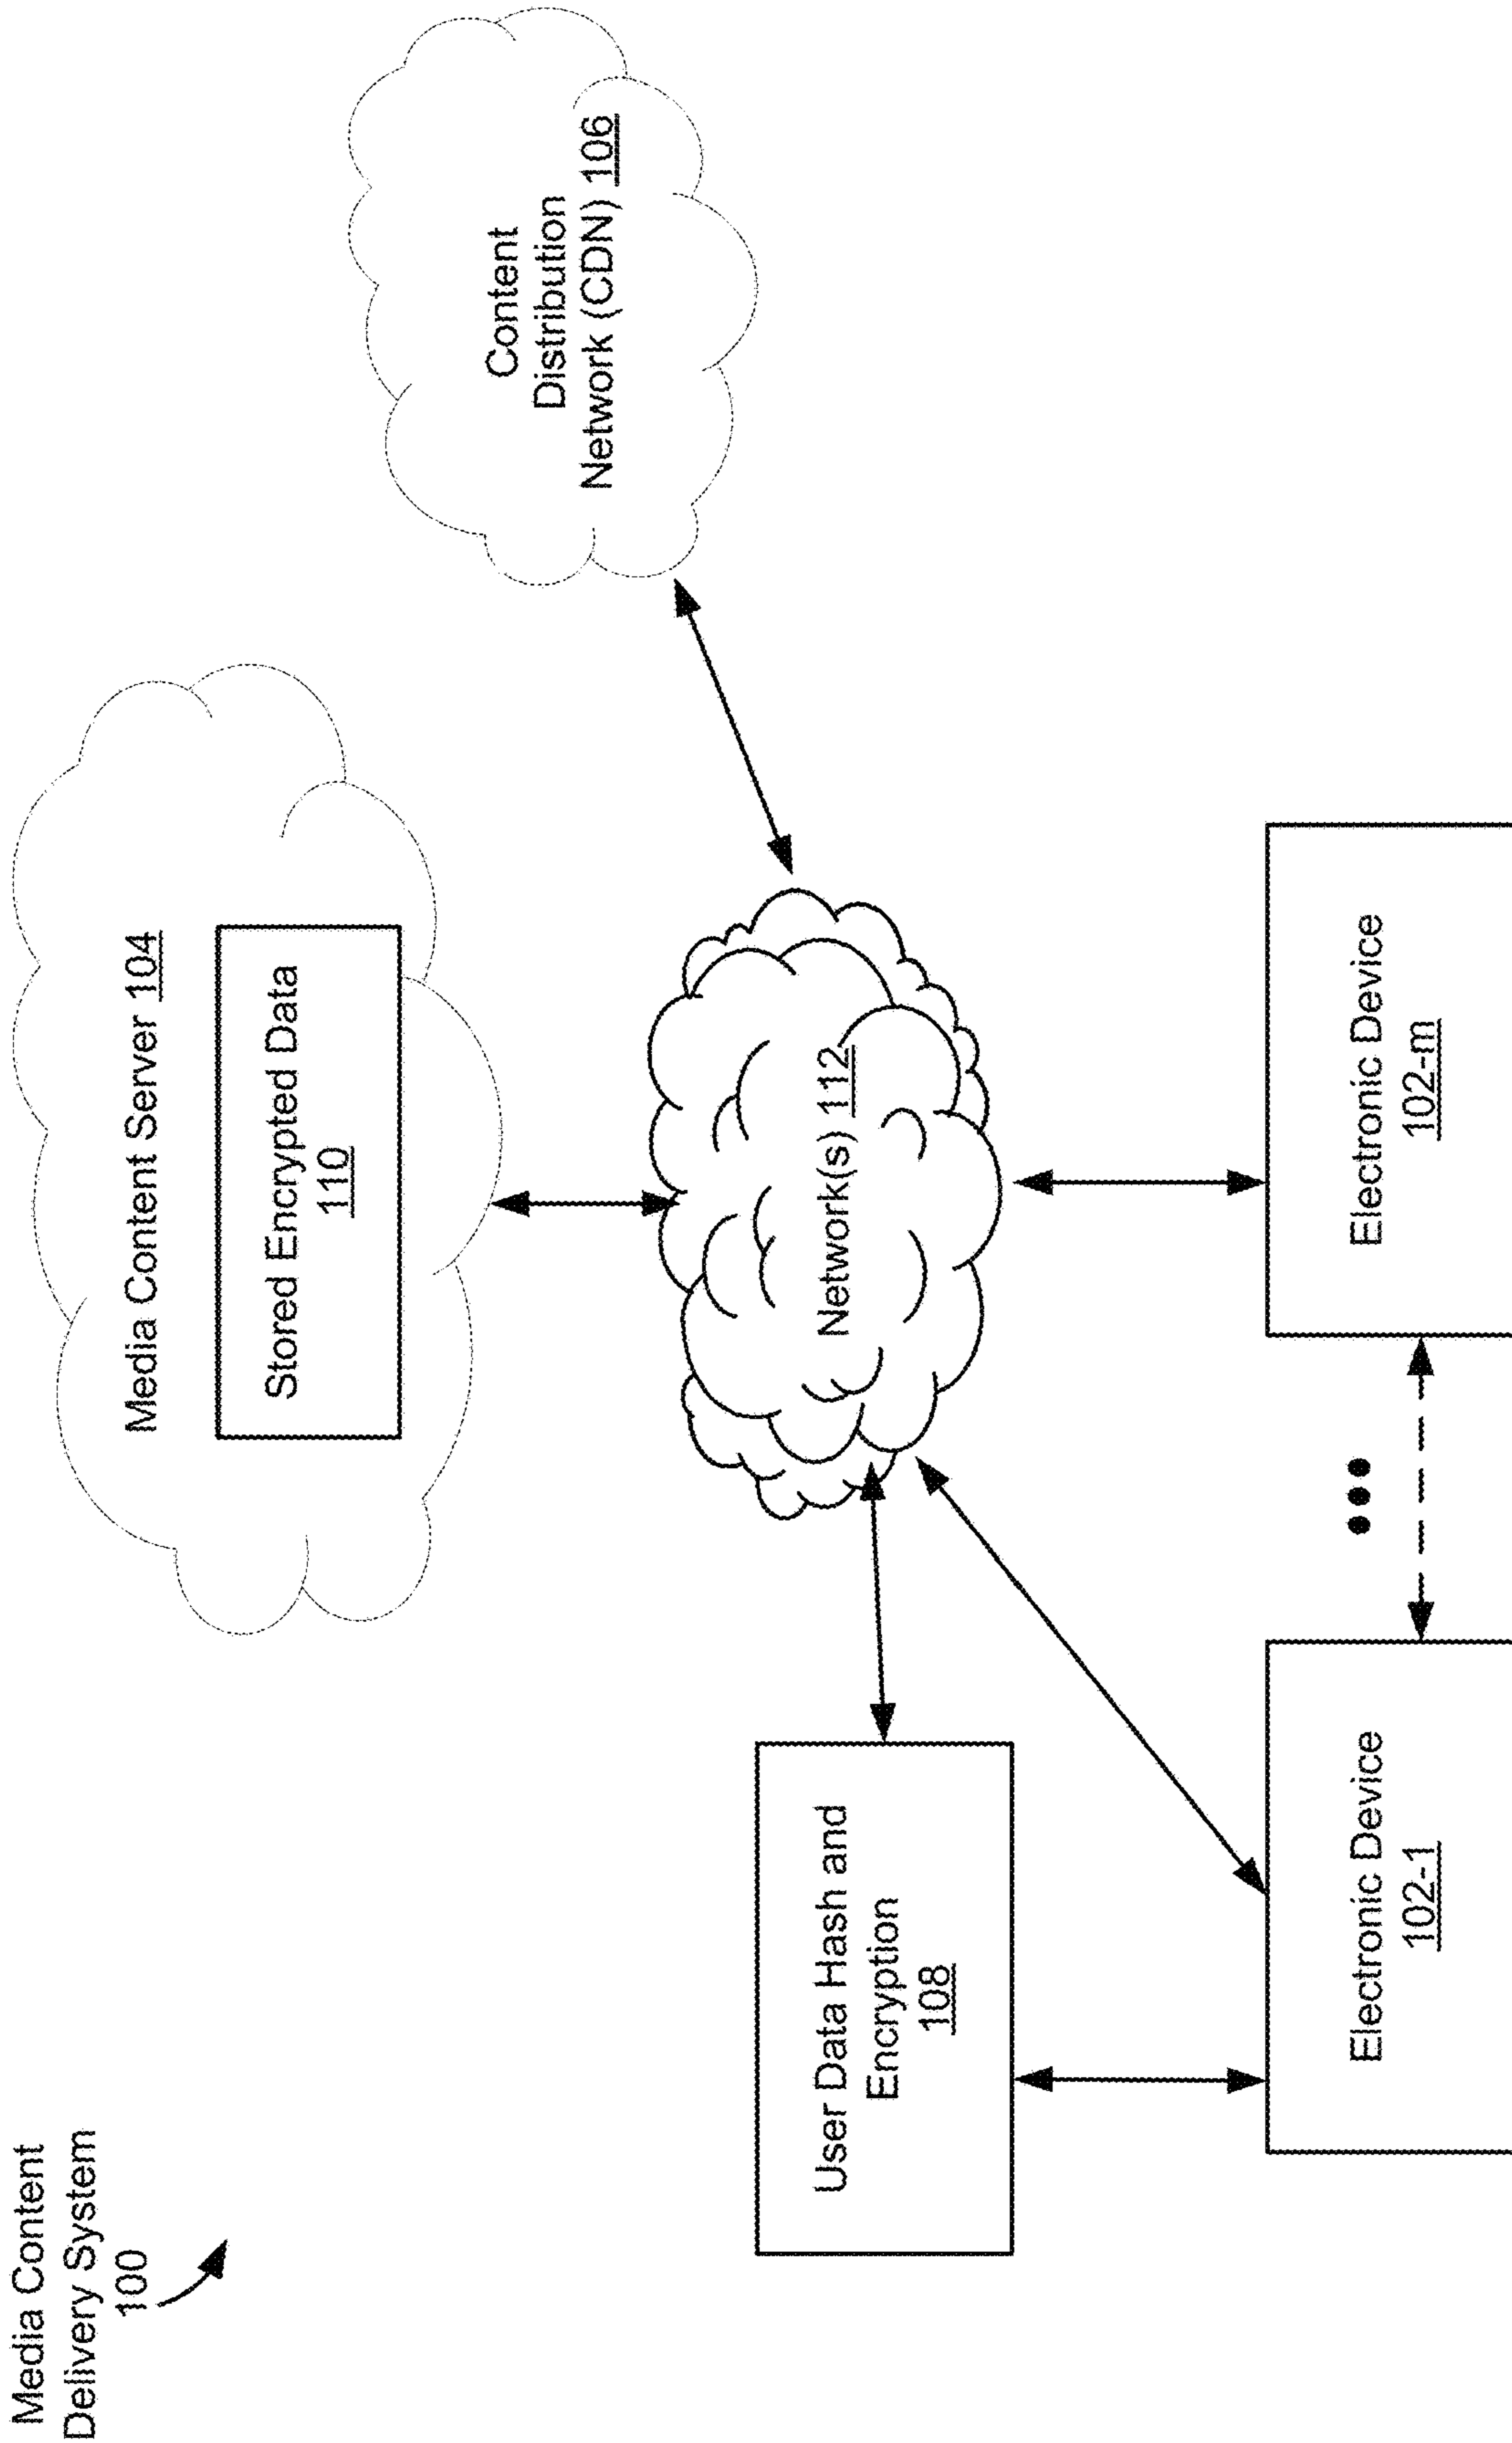 Media Content
Delivery System
100
Media Content Server 104
Stored Encrypted Data
110
Content
Distribution
Network (CDN) 106
Network(s) 112
User Data Hash and
Encryption
108
Electronic Device
102-1
Electronic Device
102-m